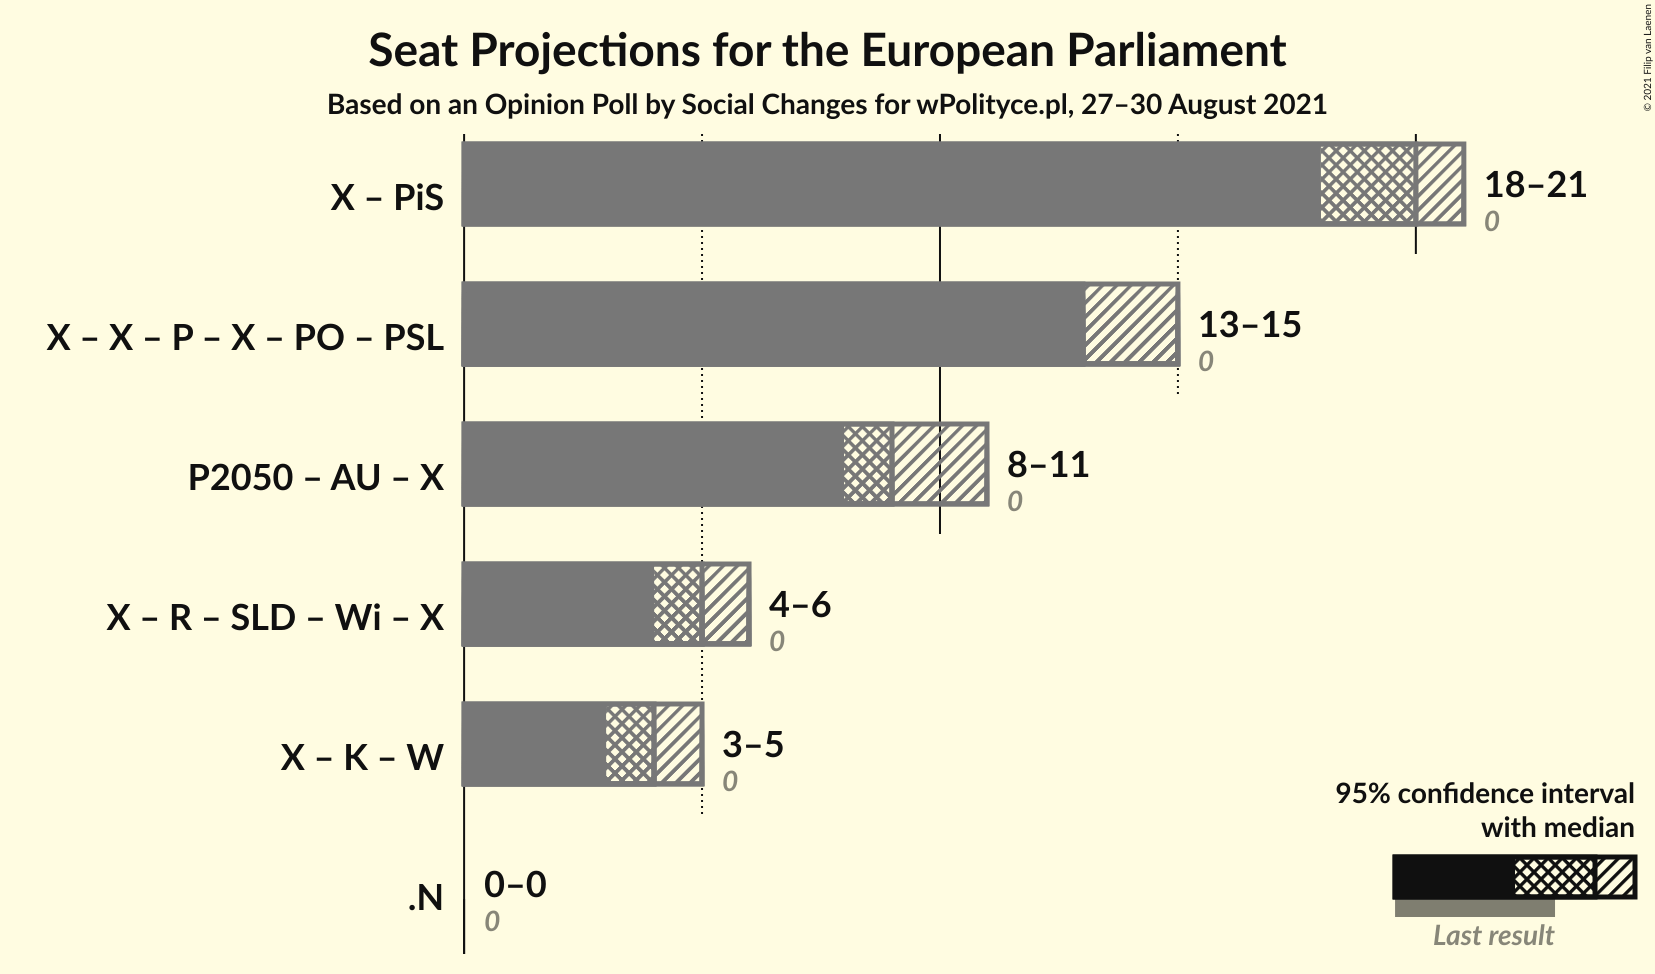 Seat Projections for the European Parliament
Based on an Opinion Poll by Social Changes for wPolityce.pl, 27–30 August 2021
© 2021 Filip van Laenen
X – PiS
18–21
0
X – X – P – X – PO – PSL
13–15
0
P2050 – AU – X
8–11
0
X – R – SLD – Wi – X
4–6
0
X – K – W
3–5
0
.N
0–0
0
95% confidence interval
with median
Last result